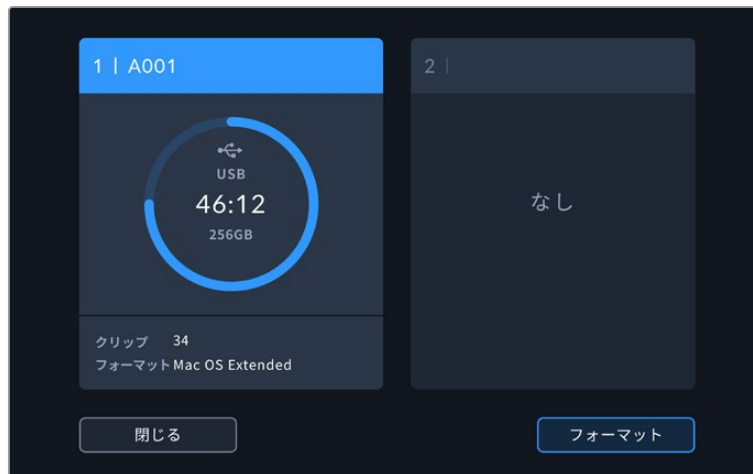 1 | A001
USB
46:12
256GB
クリップ 34
フォーマット Mac OS Extended
2 |
なし
閉じる
フォーマット